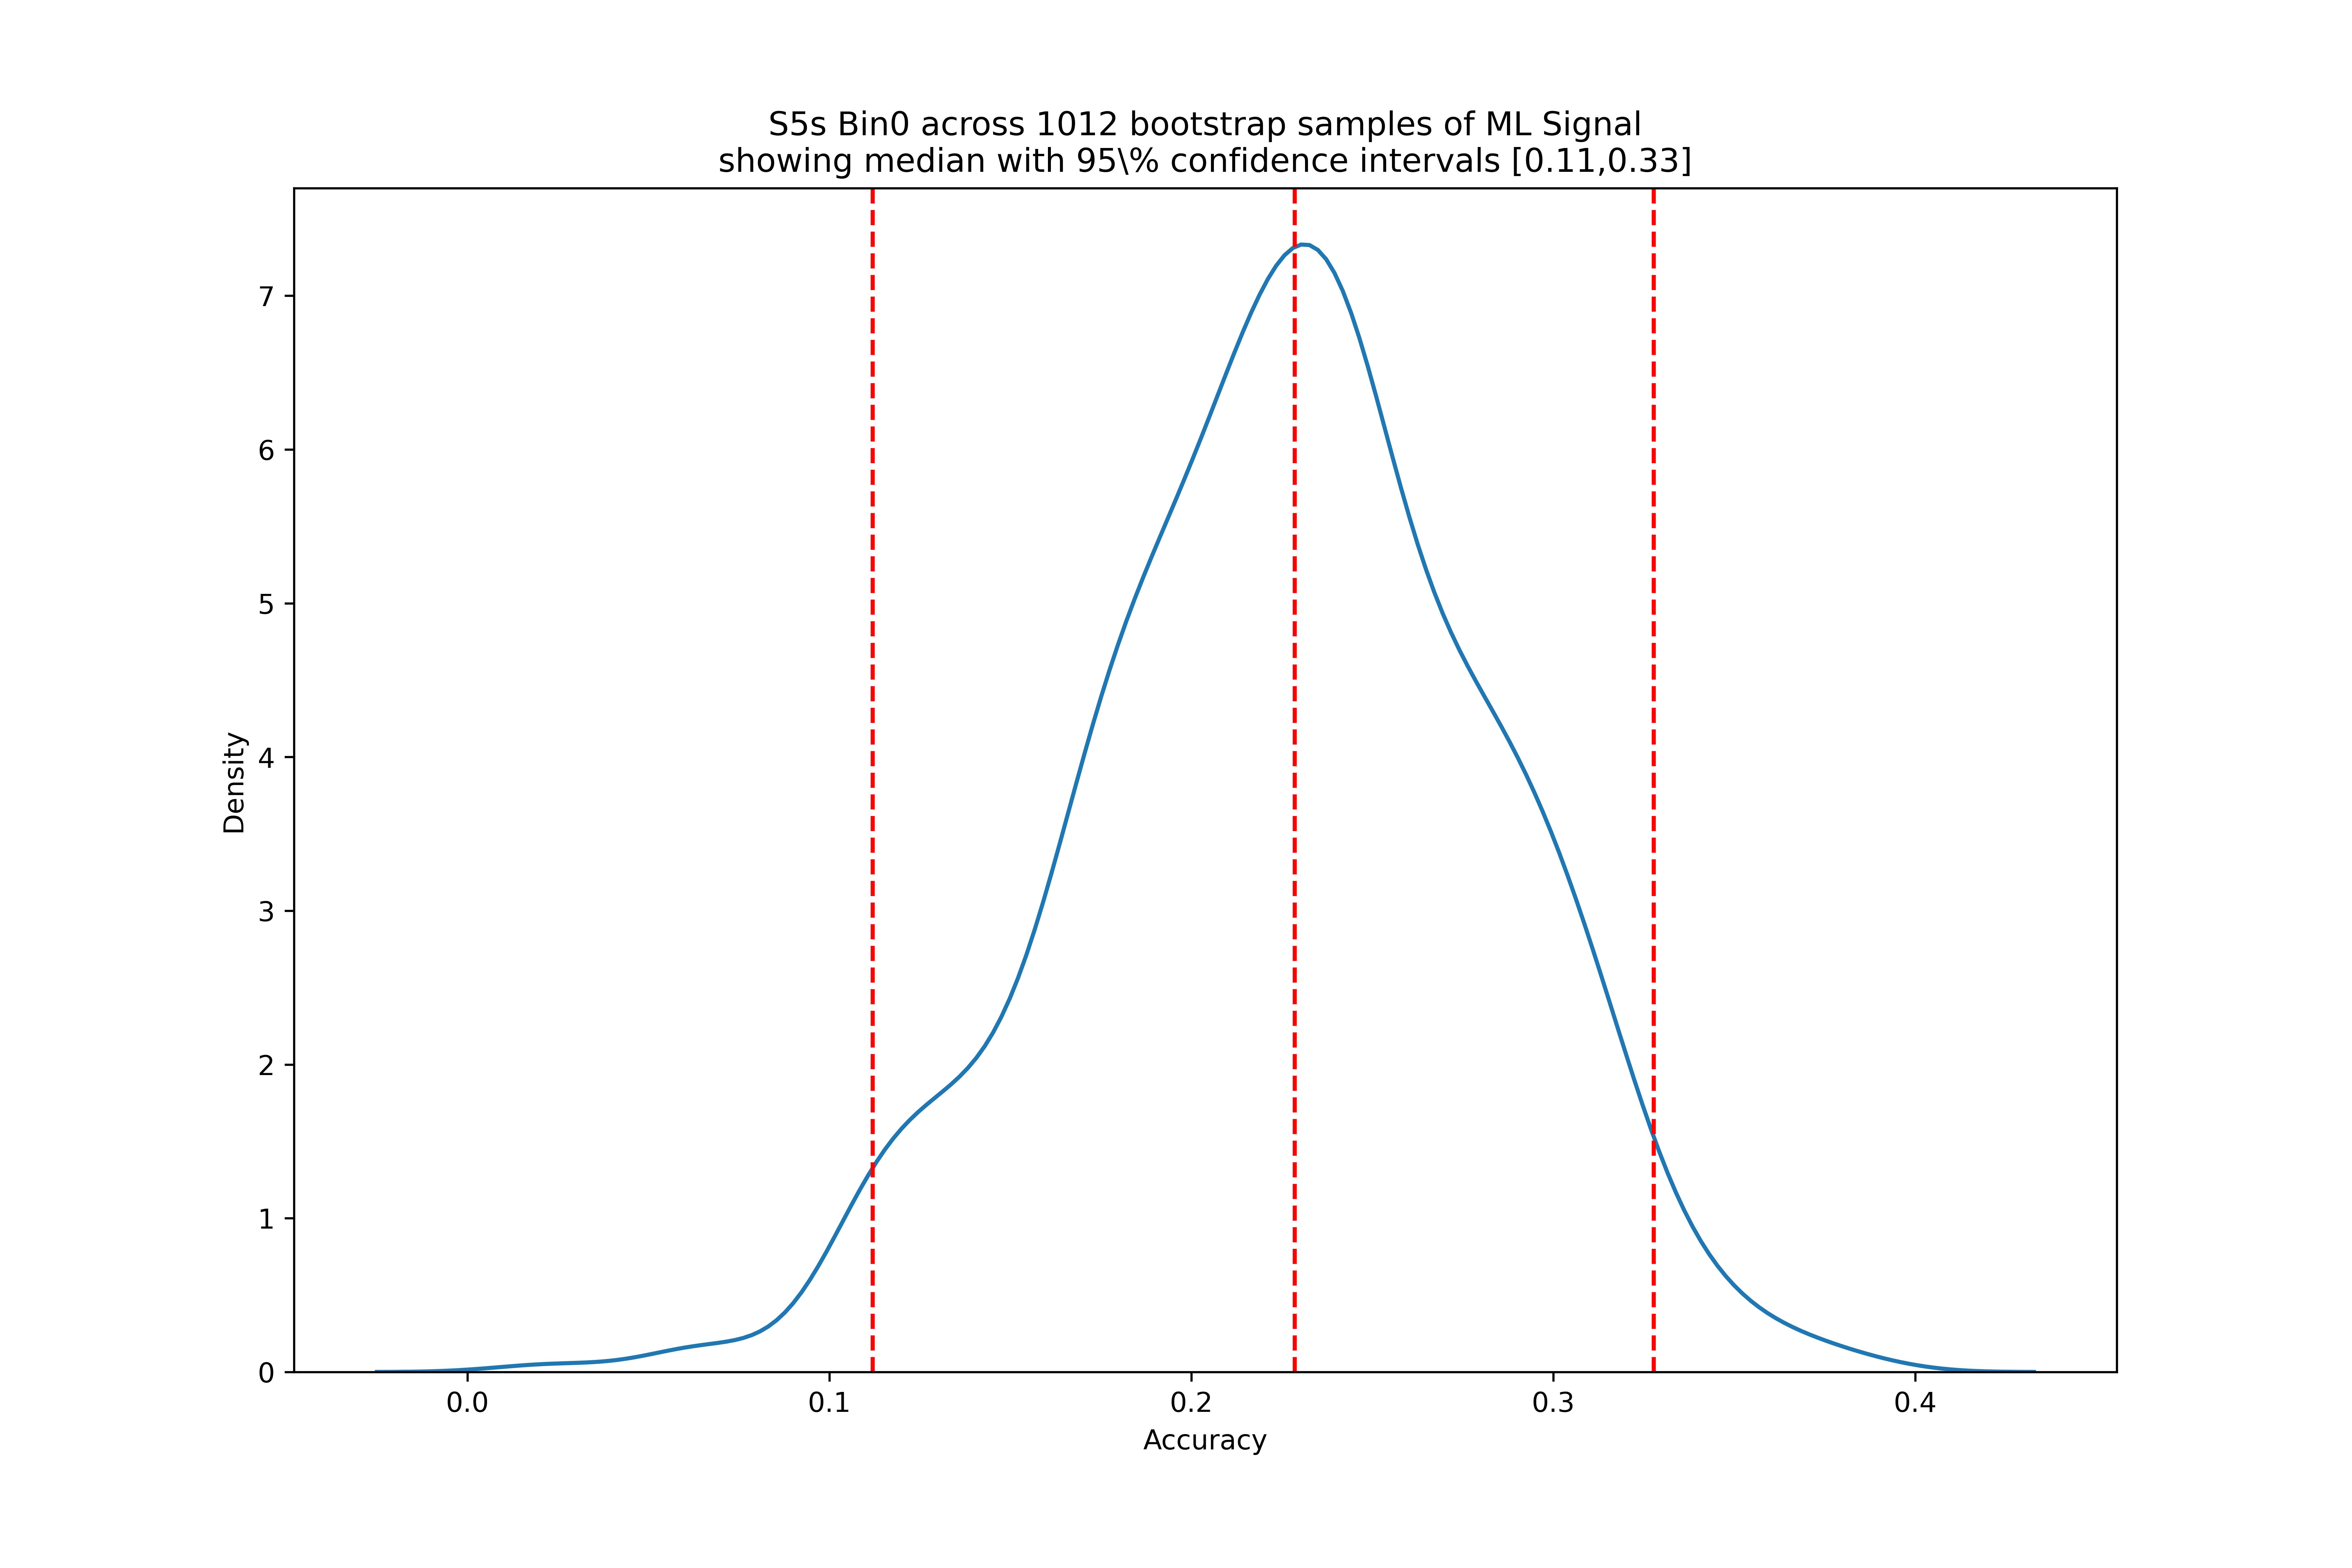 S5s Bin0 across 1012 bootstrap samples of ML Signal
showing median with 95\% confidence intervals [0.11,0.33]
7
6
5
4
3
2
1
0
Density
0.0 0.1 0.2 0.3 0.4
Accuracy